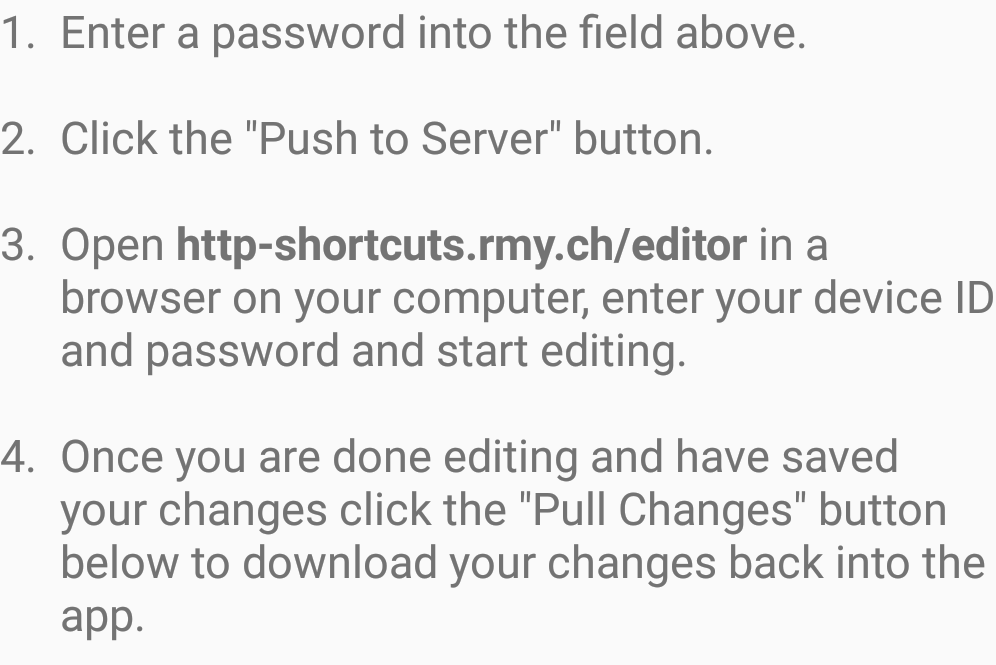 1. Enter a password into the field above.
2. Click the "Push to Server" button.
3. Open http-shortcuts.rmy.ch/editor in a
browser on your computer, enter your device ID
and password and start editing.
4. Once you are done editing and have saved
your changes click the "Pull Changes" button
below to download your changes back into the
app.